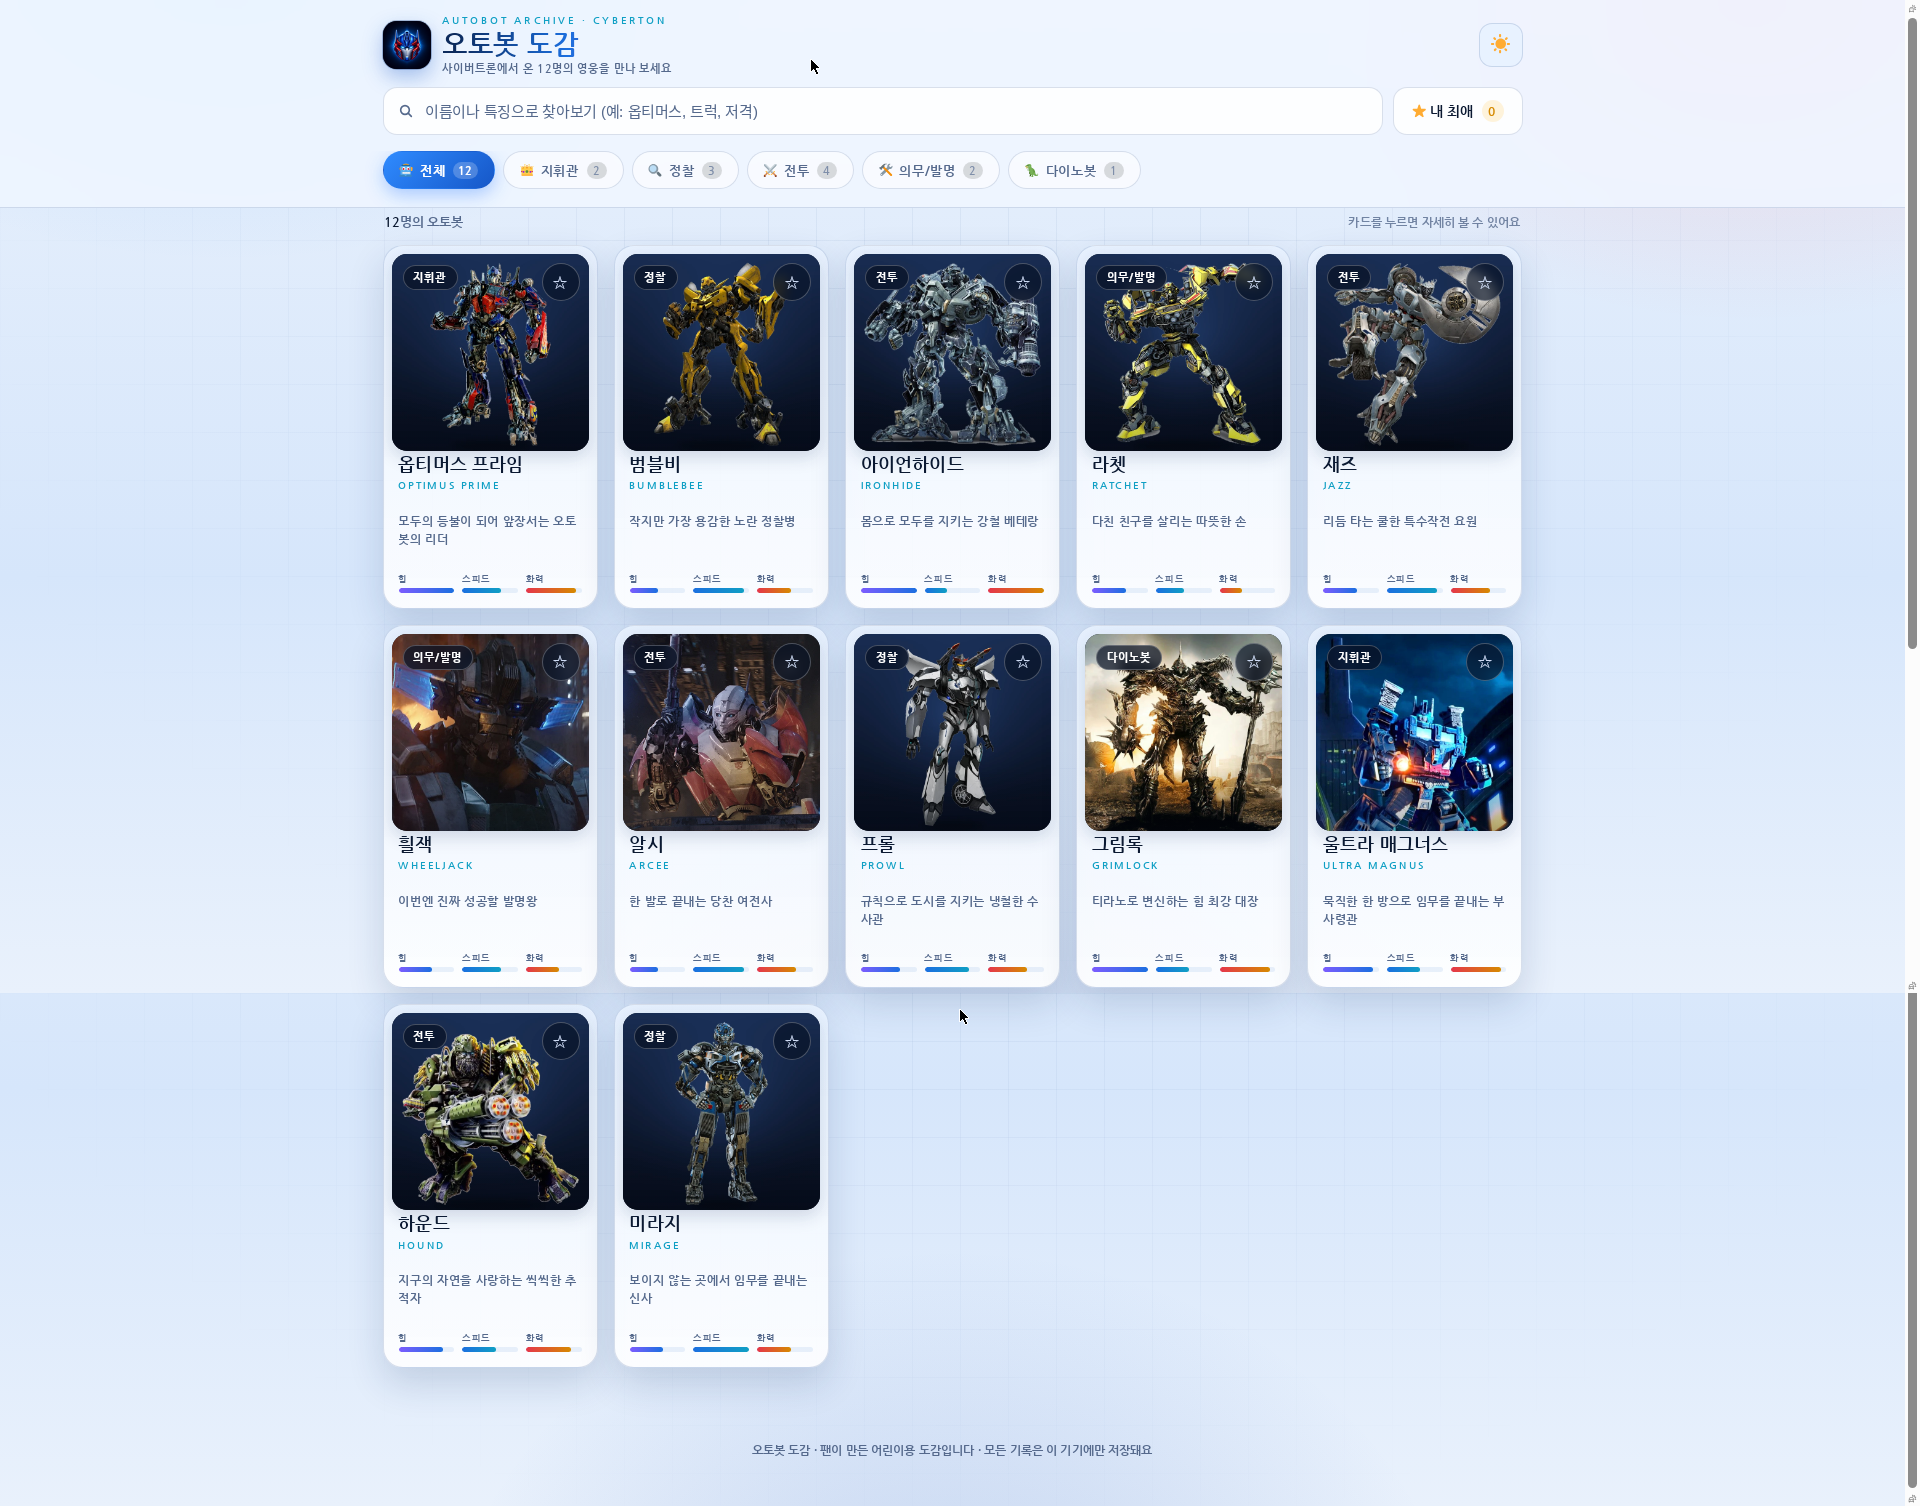 AUTOBOT ARCHIVE · CYBERTON
오토봇 도감
사이버트론에서 온 12명의 영웅을 만나 보세요
이름이나 특징으로 찾아보기 (예: 옵티머스, 트럭, 저격)
내 최애 0
전체 12
지휘관 2
정찰 3
전투 4
의무/발명 2
다이노봇 1
12명의 오토봇
카드를 누르면 자세히 볼 수 있어요
지휘관
옵티머스 프라임
OPTIMUS PRIME
모두의 등불이 되어 앞장서는 오토
봇의 리더
힘 스피드 화력
정찰
범블비
BUMBLEBEE
작지만 가장 용감한 노란 정찰병
힘 스피드 화력
전투
아이언하이드
IRONHIDE
몸으로 모두를 지키는 강철 베테랑
힘 스피드 화력
의무/발명
라쳇
RATCHET
다친 친구를 살리는 따뜻한 손
힘 스피드 화력
전투
재즈
JAZZ
리듬 타는 쿨한 특수작전 요원
힘 스피드 화력
의무/발명
휠잭
WHEELJACK
이번엔 진짜 성공할 발명왕
힘 스피드 화력
전투
알시
ARCEE
한 발로 끝내는 당찬 여전사
힘 스피드 화력
정찰
프롤
PROWL
규칙으로 도시를 지키는 냉철한 수
사관
힘 스피드 화력
다이노봇
그림록
GRIMLOCK
티라노로 변신하는 힘 최강 대장
힘 스피드 화력
지휘관
울트라 매그너스
ULTRA MAGNUS
묵직한 한 방으로 임무를 끝내는 부
사령관
힘 스피드 화력
전투
하운드
HOUND
지구의 자연을 사랑하는 씩씩한 추
적자
힘 스피드 화력
정찰
미라지
MIRAGE
보이지 않는 곳에서 임무를 끝내는
신사
힘 스피드 화력
오토봇 도감 · 팬이 만든 어린이용 도감입니다 · 모든 기록은 이 기기에만 저장돼요